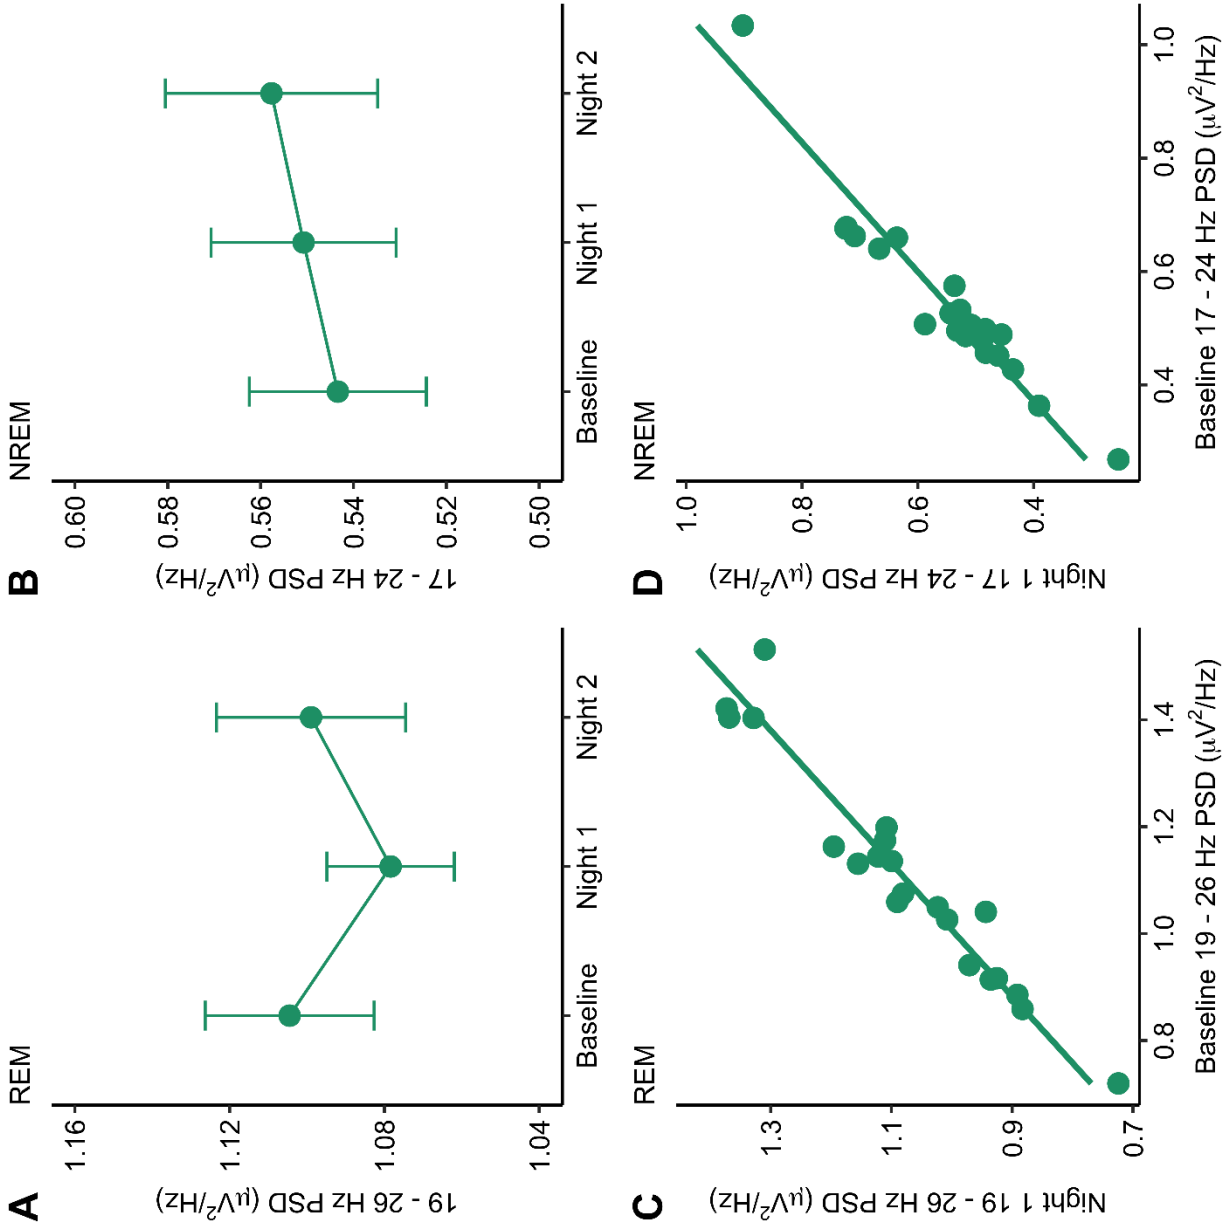 A
REM
1.16
1.12
1.08
1.04
19 - 26 Hz PSD (μV²/Hz)
Baseline
Night 1
Night 2
B
NREM
0.60
0.58
0.56
0.54
0.52
0.50
17 - 24 Hz PSD (μV²/Hz)
Baseline
Night 1
Night 2
C
REM
1.3
1.1
0.9
0.7
Night 1 19 - 26 Hz PSD (μV²/Hz)
0.8
1.0
1.2
1.4
Baseline 19 - 26 Hz PSD (μV²/Hz)
D
NREM
1.0
0.8
0.6
0.4
Night 1 17 - 24 Hz PSD (μV²/Hz)
0.4
0.6
0.8
1.0
Baseline 17 - 24 Hz PSD (μV²/Hz)